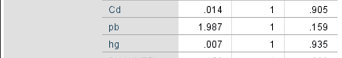 Cd .014 1 .905
pb 1.987 1 .159
hg .007 1 .935